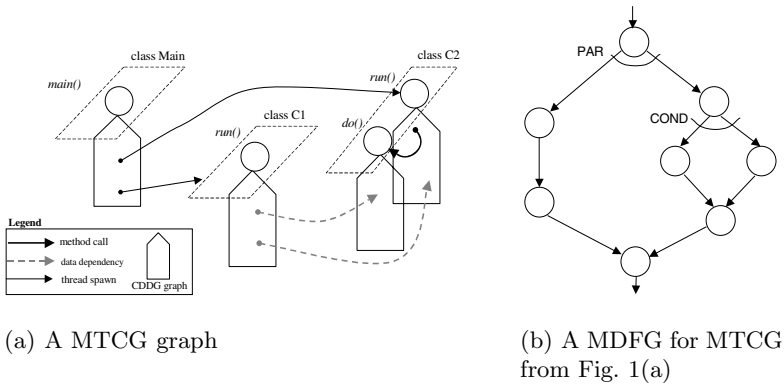 class Main
main()
class C2
run()
class C1
run()
do()
Legend
method call
data dependency
thread spawn
CDDG graph
PAR
COND
(a) A MTCG graph
(b) A MDFG for MTCG
from Fig. 1(a)